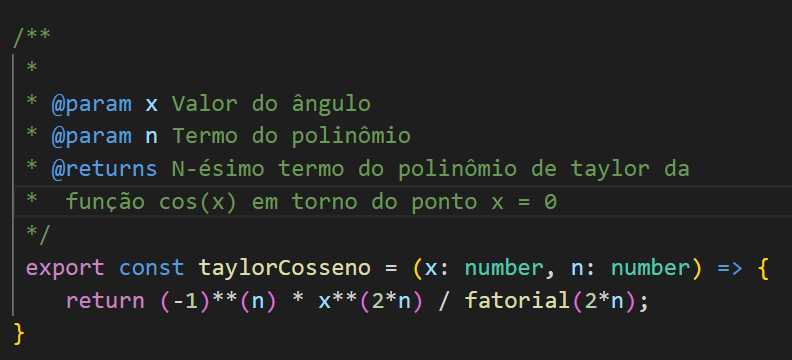 /**
 *
 * @param x Valor do ângulo
 * @param n Termo do polinômio
 * @returns N-ésimo termo do polinômio de taylor da
 *  função cos(x) em torno do ponto x = 0
 */
 export const taylorCosseno = (x: number, n: number) => {
    return (-1)**(n) * x**(2*n) / fatorial(2*n);
}